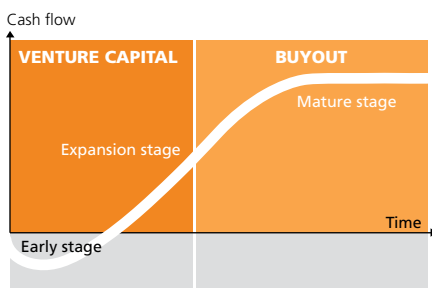 Cash flow
VENTURE CAPITAL
BUYOUT
Mature stage
Expansion stage
Time
Early stage